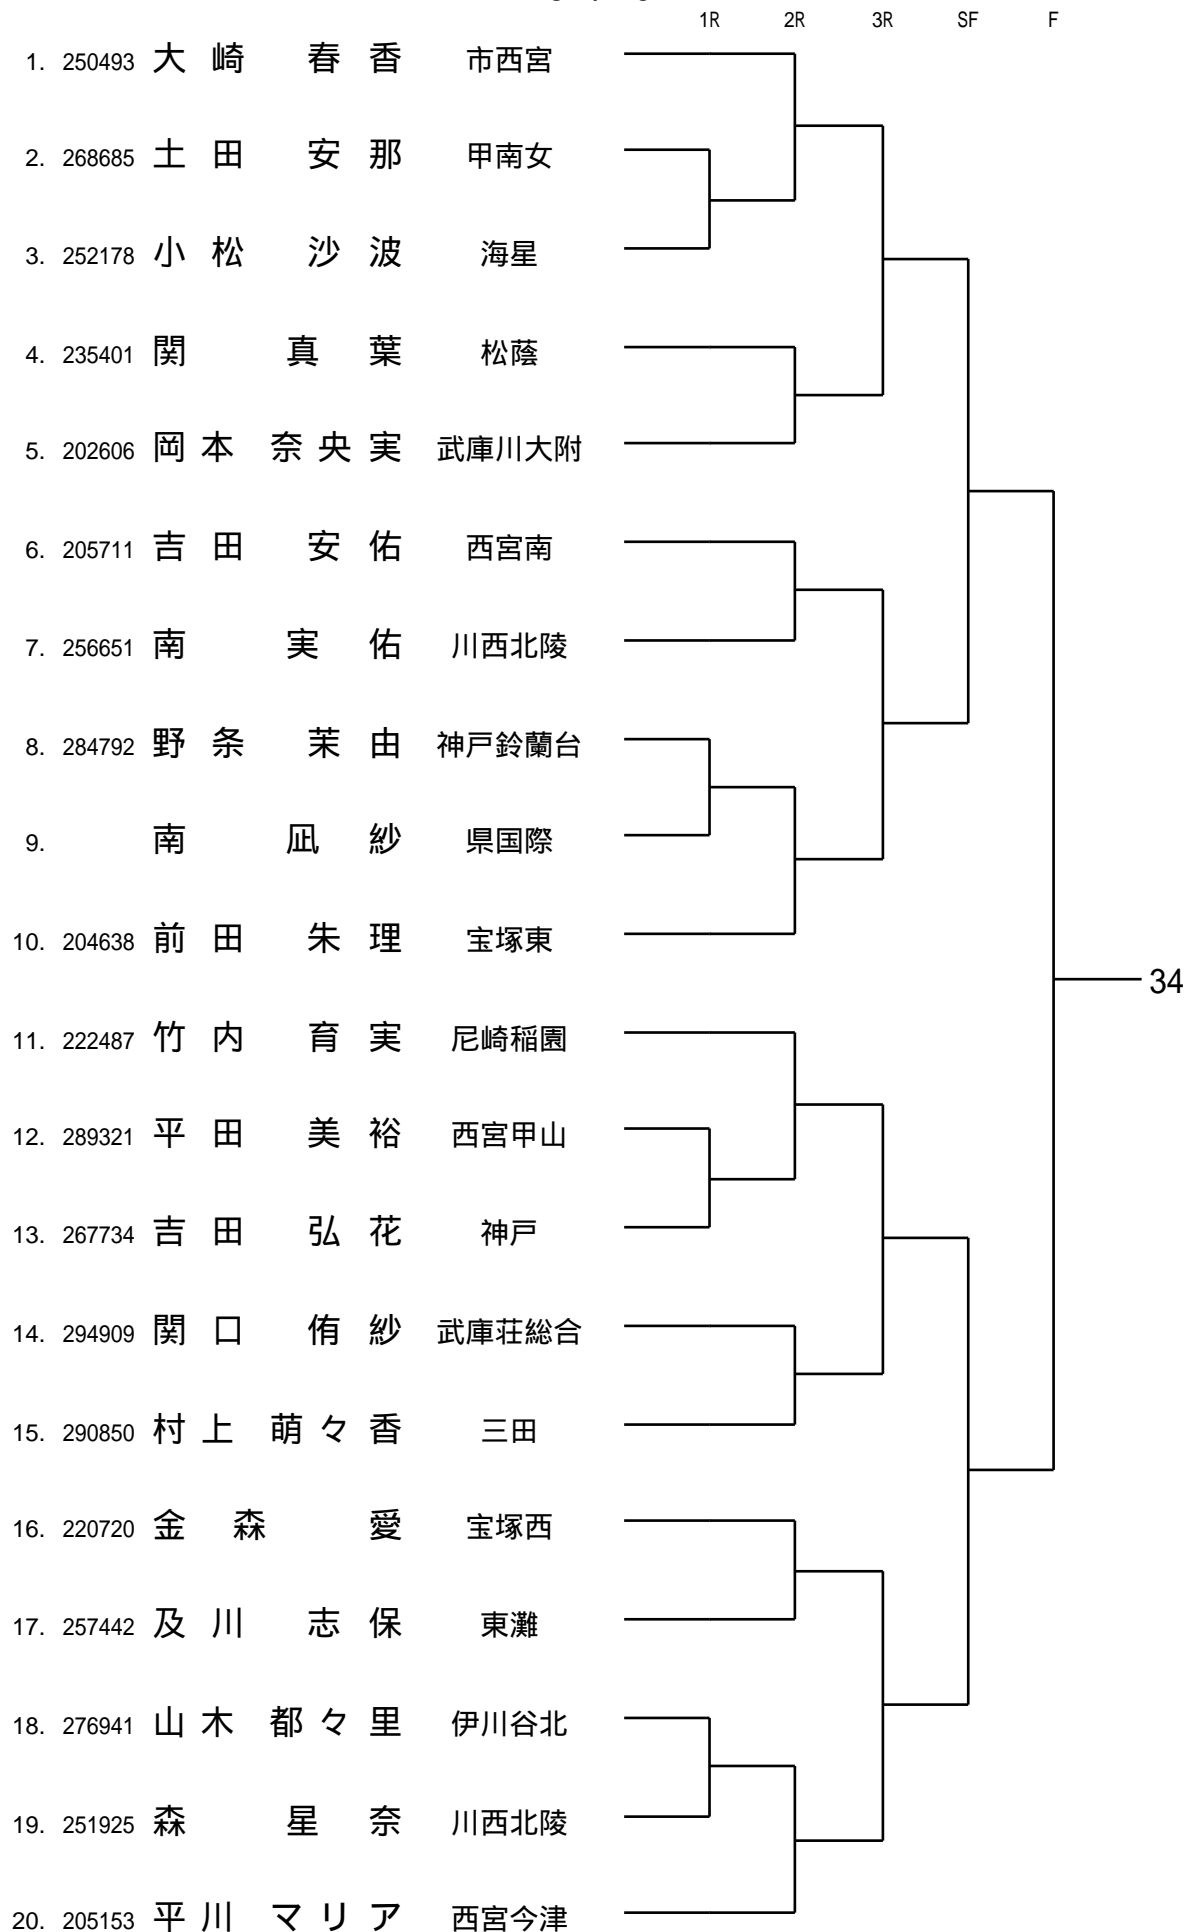 1R 2R 3R SF F
1. 250493 大崎 春香 市西宮
2. 268685 土田 安那 甲南女
3. 252178 小松 沙波 海星
4. 235401 関 真葉 松蔭
5. 202606 岡本 奈央実 武庫川大附
6. 205711 吉田 安佑 西宮南
7. 256651 南 実佑 川西北陵
8. 284792 野条 茉由 神戸鈴蘭台
9. 南 凪紗 県国際
10. 204638 前田 朱理 宝塚東
34
11. 222487 竹内 育実 尼崎稲園
12. 289321 平田 美裕 西宮甲山
13. 267734 吉田 弘花 神戸
14. 294909 関口 侑紗 武庫荘総合
15. 290850 村上 萌々香 三田
16. 220720 金森 愛 宝塚西
17. 257442 及川 志保 東灘
18. 276941 山木 都々里 伊川谷北
19. 251925 森 星奈 川西北陵
20. 205153 平川 マリア 西宮今津